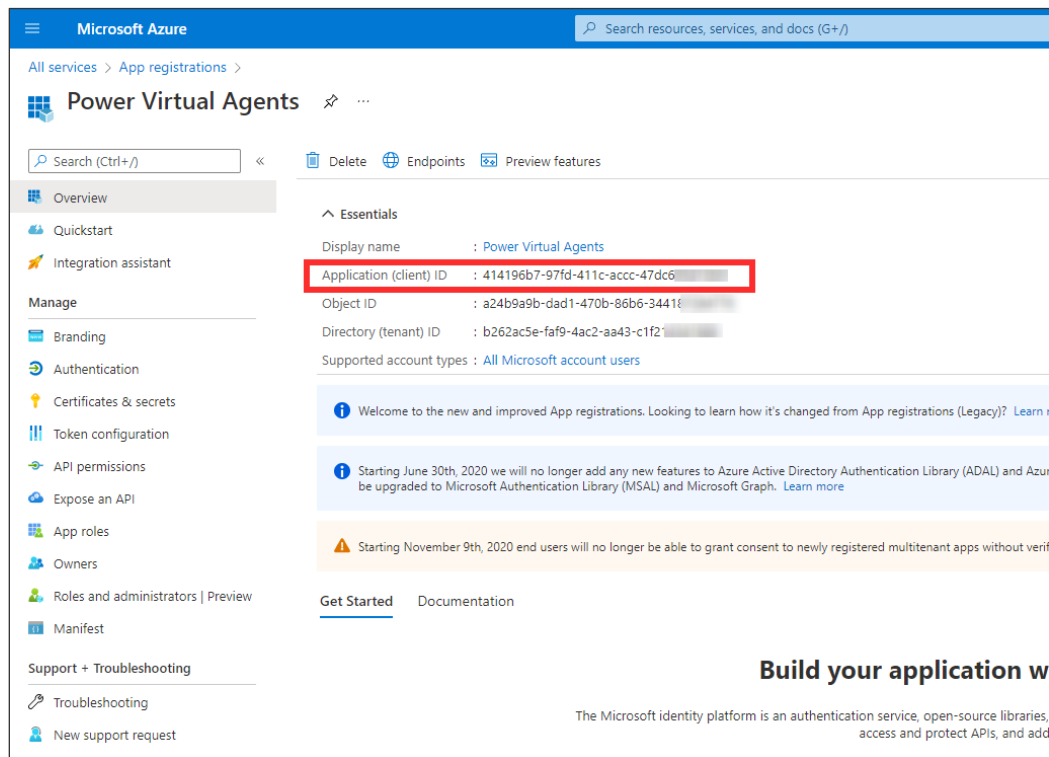 Microsoft Azure
Search resources, services, and docs (G+/)
All services > App registrations >
Power Virtual Agents
Search (Ctrl+/)
Delete
Endpoints
Preview features
Overview
Quickstart
Integration assistant
Manage
Branding
Authentication
Certificates & secrets
Token configuration
API permissions
Expose an API
App roles
Owners
Roles and administrators | Preview
Manifest
Support + Troubleshooting
Troubleshooting
New support request
Essentials
Display name : Power Virtual Agents
Application (client) ID : 414196b7-97fd-411c-accc-47dc6
Object ID : a24b9a9b-dad1-470b-86b6-34418
Directory (tenant) ID : b262ac5e-faf9-4ac2-aa43-c1f21
Supported account types : All Microsoft account users
Welcome to the new and improved App registrations. Looking to learn how it's changed from App registrations (Legacy)? Learn
Starting June 30th, 2020 we will no longer add any new features to Azure Active Directory Authentication Library (ADAL) and Azur
be upgraded to Microsoft Authentication Library (MSAL) and Microsoft Graph. Learn more
Starting November 9th, 2020 end users will no longer be able to grant consent to newly registered multitenant apps without verif
Get Started
Documentation
Build your application w
The Microsoft identity platform is an authentication service, open-source libraries,
access and protect APIs, and add